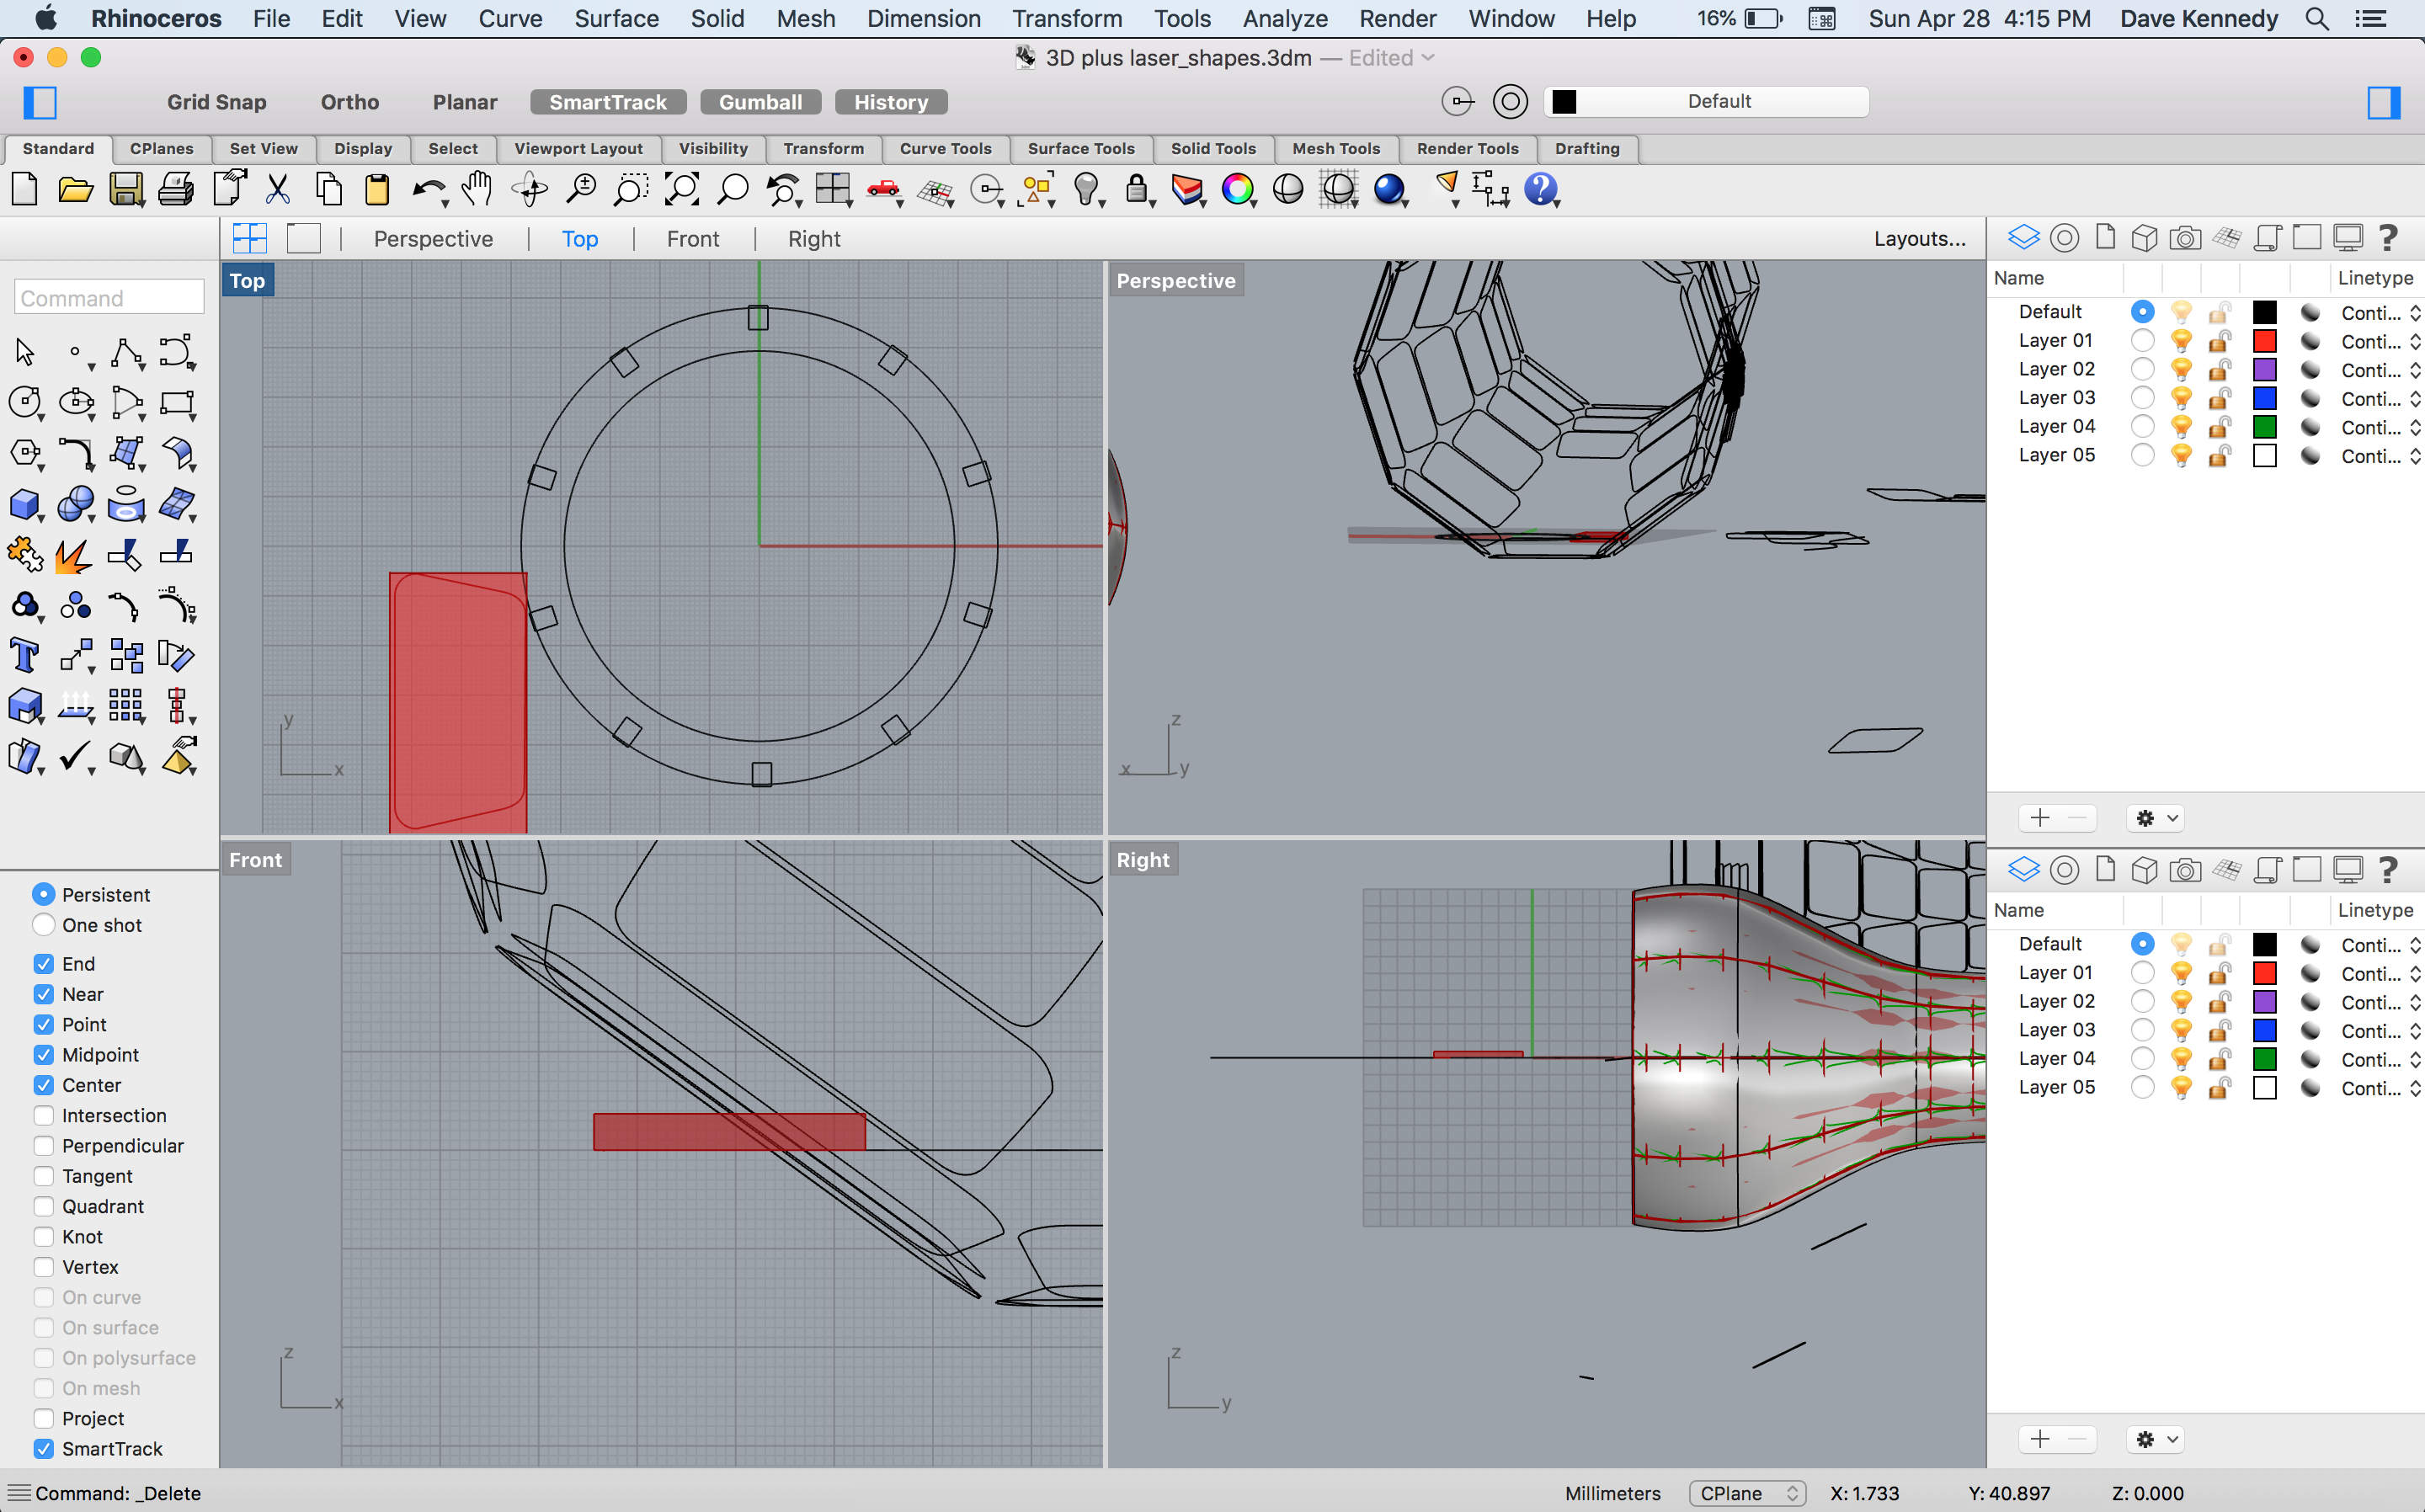 Rhinoceros File Edit View Curve Surface Solid Mesh Dimension Transform Tools Analyze Render Window Help 16% Sun Apr 28 4:15 PM Dave Kennedy
3D plus laser_shapes.3dm — Edited
Grid Snap Ortho Planar SmartTrack Gumball History Default
Standard CPlanes Set View Display Select Viewport Layout Visibility Transform Curve Tools Surface Tools Solid Tools Mesh Tools Render Tools Drafting
Perspective Top Front Right Layouts...
Command
Top
y
x
Perspective
z
x
y
Front
z
x
Right
z
y
Persistent
One shot
End
Near
Point
Midpoint
Center
Intersection
Perpendicular
Tangent
Quadrant
Knot
Vertex
On curve
On surface
On polysurface
On mesh
Project
SmartTrack
Name Linetype
Default Conti...
Layer 01 Conti...
Layer 02 Conti...
Layer 03 Conti...
Layer 04 Conti...
Layer 05 Conti...
Name Linetype
Default Conti...
Layer 01 Conti...
Layer 02 Conti...
Layer 03 Conti...
Layer 04 Conti...
Layer 05 Conti...
Command: _Delete Millimeters CPlane X: 1.733 Y: 40.897 Z: 0.000